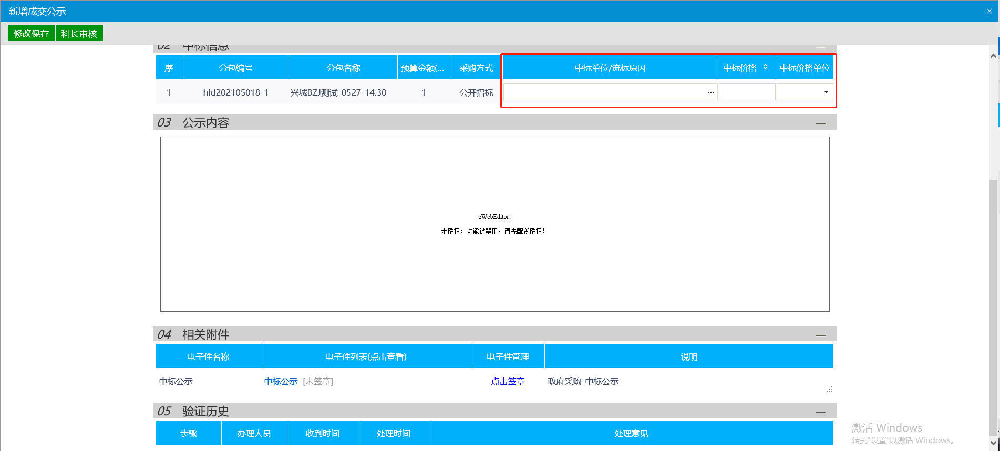 新增成交公示
修改保存 科长审核
02 中标信息
序 分包编号 分包名称 预算金额(... 采购方式 中标单位/流标原因 中标价格 中标价格单位
1 hld202105018-1 兴城BZJ测试-0527-14.30 1 公开招标 ...
03 公示内容
eWebEditor!
未授权：功能被禁用，请先配置授权！
04 相关附件
电子件名称 电子件列表(点击查看) 电子件管理 说明
中标公示 中标公示 [未签章] 点击签章 政府采购-中标公示
05 验证历史
步骤 办理人员 收到时间 处理时间 处理意见
激活 Windows
转到"设置"以激活 Windows。